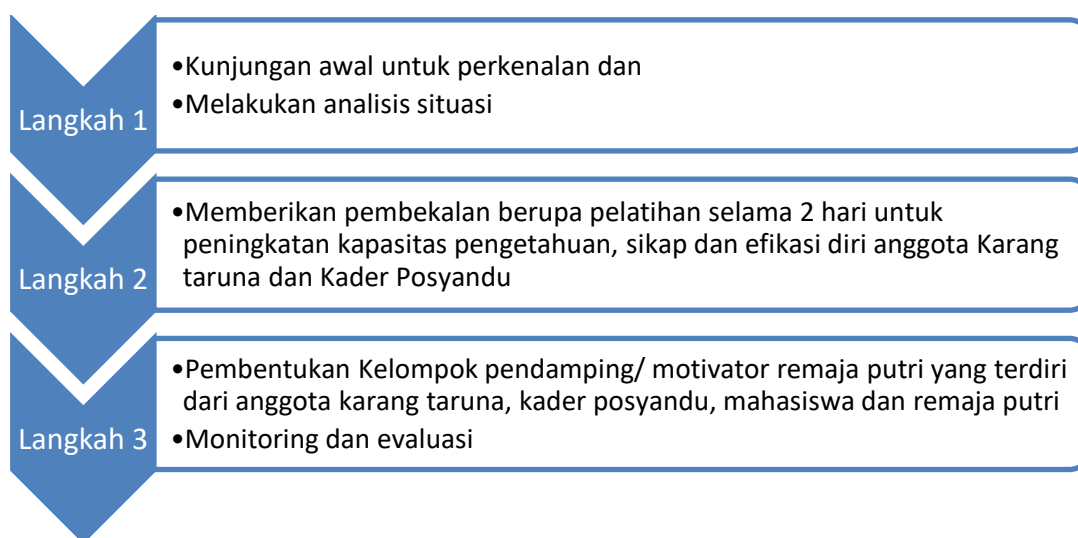 Langkah 1
•Kunjungan awal untuk perkenalan dan
•Melakukan analisis situasi
Langkah 2
•Memberikan pembekalan berupa pelatihan selama 2 hari untuk
peningkatan kapasitas pengetahuan, sikap dan efikasi diri anggota Karang
taruna dan Kader Posyandu
Langkah 3
•Pembentukan Kelompok pendamping/ motivator remaja putri yang terdiri
dari anggota karang taruna, kader posyandu, mahasiswa dan remaja putri
•Monitoring dan evaluasi